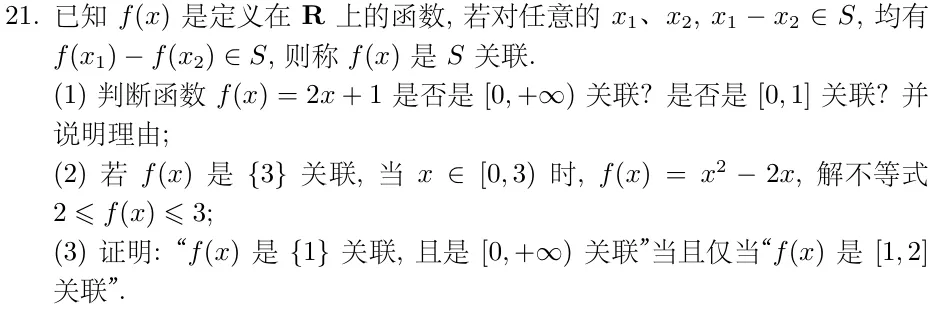 21. 已知 f(x) 是定义在 R 上的函数, 若对任意的 x₁、x₂, x₁ − x₂ ∈ S, 均有
f(x₁) − f(x₂) ∈ S, 则称 f(x) 是 S 关联.
(1) 判断函数 f(x) = 2x + 1 是否是 [0, +∞) 关联? 是否是 [0, 1] 关联? 并
说明理由;
(2) 若 f(x) 是 {3} 关联, 当 x ∈ [0, 3) 时, f(x) = x² − 2x, 解不等式
2 ⩽ f(x) ⩽ 3;
(3) 证明: “f(x) 是 {1} 关联, 且是 [0, +∞) 关联”当且仅当“f(x) 是 [1, 2]
关联”.